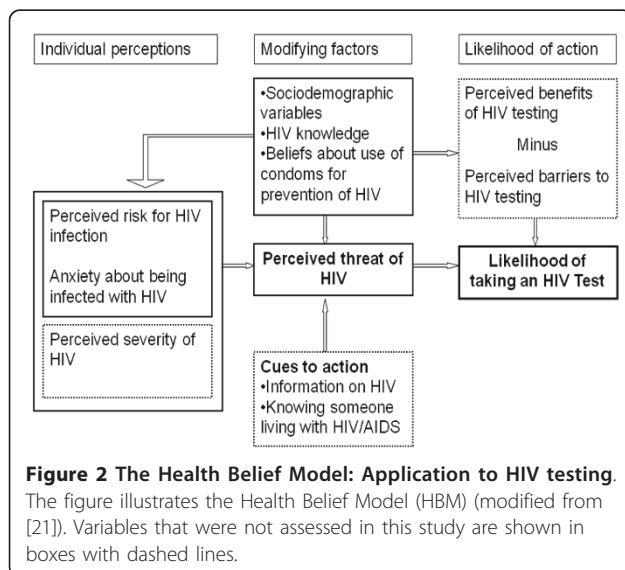 Individual perceptions
Modifying factors
Likelihood of action
•Sociodemographic
variables
•HIV knowledge
•Beliefs about use of
condoms for
prevention of HIV
Perceived benefits
of HIV testing
Minus
Perceived barriers to
HIV testing
Perceived risk for HIV
infection
Anxiety about being
infected with HIV
Perceived severity of
HIV
Perceived threat of
HIV
Likelihood of
taking an HIV Test
Cues to action
•Information on HIV
•Knowing someone
living with HIV/AIDS
Figure 2 The Health Belief Model: Application to HIV testing.
The figure illustrates the Health Belief Model (HBM) (modified from
[21]). Variables that were not assessed in this study are shown in
boxes with dashed lines.